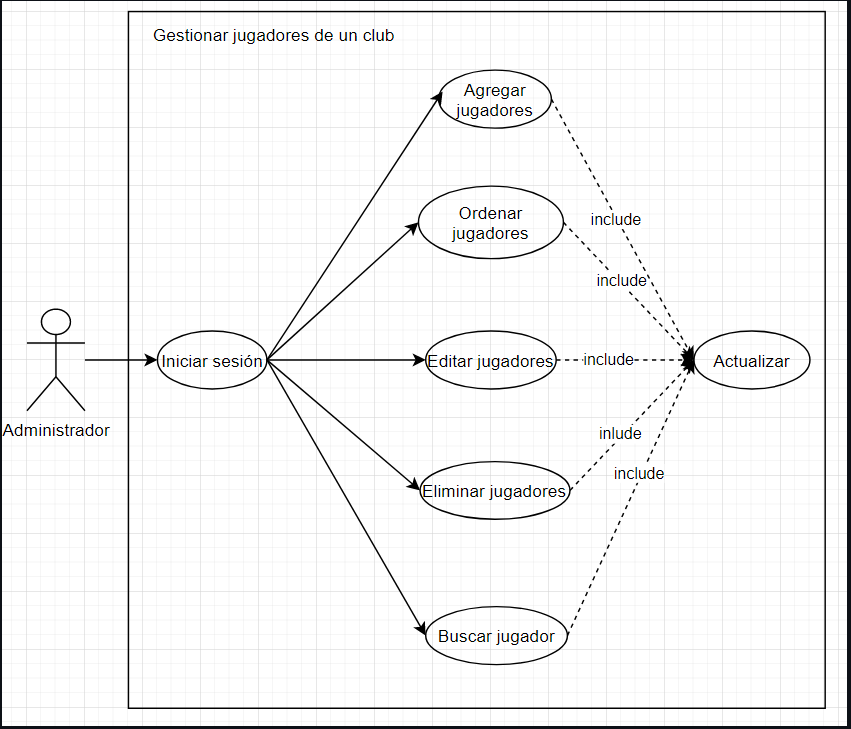 Gestionar jugadores de un club
Agregar
jugadores
Ordenar
jugadores
include
include
Iniciar sesión
Editar jugadores
include
Actualizar
Administrador
inlude
include
Eliminar jugadores
Buscar jugador